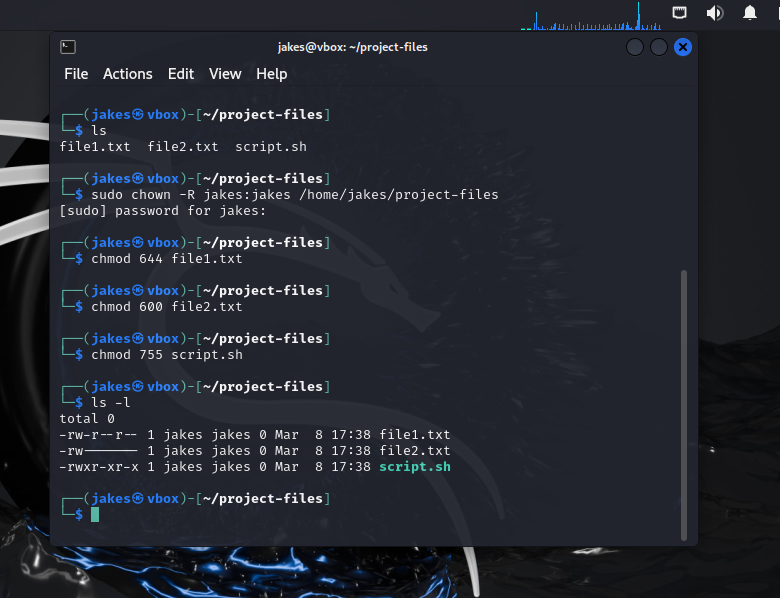 jakes@vbox: ~/project-files
File Actions Edit View Help
┌──(jakes㉿vbox)-[~/project-files]
└─$ ls
file1.txt  file2.txt  script.sh
┌──(jakes㉿vbox)-[~/project-files]
└─$ sudo chown -R jakes:jakes /home/jakes/project-files
[sudo] password for jakes:
┌──(jakes㉿vbox)-[~/project-files]
└─$ chmod 644 file1.txt
┌──(jakes㉿vbox)-[~/project-files]
└─$ chmod 600 file2.txt
┌──(jakes㉿vbox)-[~/project-files]
└─$ chmod 755 script.sh
┌──(jakes㉿vbox)-[~/project-files]
└─$ ls -l
total 0
-rw-r--r-- 1 jakes jakes 0 Mar  8 17:38 file1.txt
-rw------- 1 jakes jakes 0 Mar  8 17:38 file2.txt
-rwxr-xr-x 1 jakes jakes 0 Mar  8 17:38 script.sh
┌──(jakes㉿vbox)-[~/project-files]
└─$